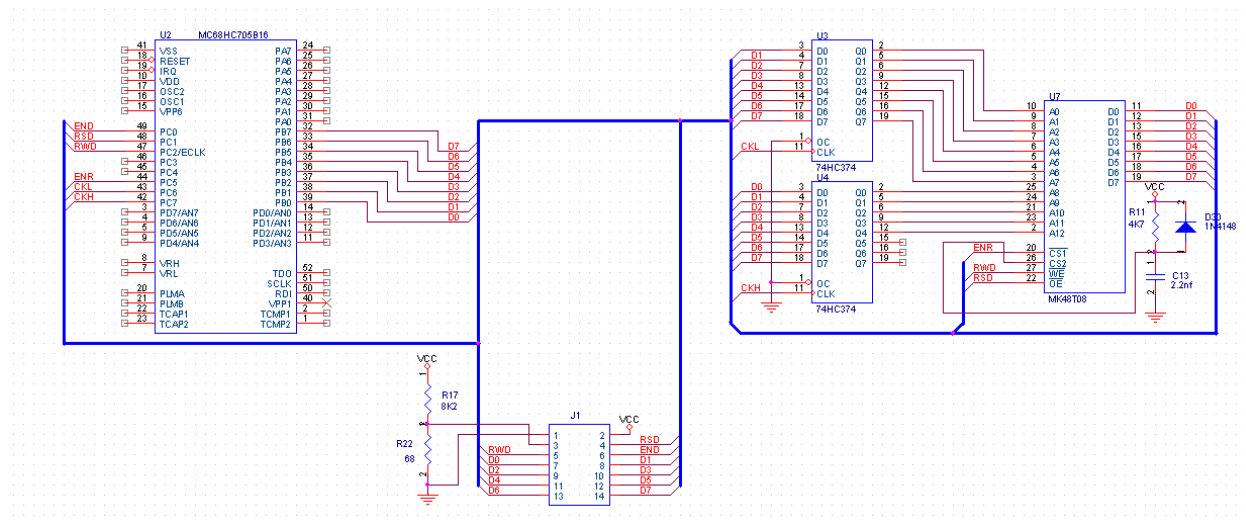 U2 MC68HC705B16
41 VSS PA7 24
18 RESET PA6 25
19 IRQ PA5 26
10 VDD PA4 27
17 OSC2 PA3 28
16 OSC1 PA2 29
15 VPP6 PA1 30
PA0 31
END 49 PC0 PB7 32 D7
RSD 48 PC1 PB6 33 D6
RWD 47 PC2/ECLK PB5 34 D5
46 PC3 PB4 35 D4
45 PC4 PB3 36 D3
ENR 44 PC5 PB2 37 D2
CKL 43 PC6 PB1 38 D1
CKH 42 PC7 PB0 39 D0
3 PD7/AN7 PD0/AN0 14
4 PD6/AN6 PD1/AN1 13
5 PD5/AN5 PD2/AN2 12
9 PD4/AN4 PD3/AN3 11
8 VRH
7 VRL TDO 52
SCLK 51
20 PLMA RDI 50
21 PLMB VPP1 40
22 TCAP1 TCMP1 2
23 TCAP2 TCMP2 1
U3
3 D0 Q0 2
D1 4 D1 Q1 5
D2 7 D2 Q2 6
D3 8 D3 Q3 9
D4 13 D4 Q4 12
D5 14 D5 Q5 15
D6 17 D6 Q6 16
D7 18 D7 Q7 19
1 OC
CKL 11 CLK
74HC374
U4
D0 3 D0 Q0 2
D1 4 D1 Q1 5
D2 7 D2 Q2 6
D3 8 D3 Q3 9
D4 13 D4 Q4 12
D5 14 D5 Q5 15
D6 17 D6 Q6 16
D7 18 D7 Q7 19
1 OC
CKH 11 CLK
74HC374
U7
10 A0 D0 11 D0
9 A1 D1 12 D1
8 A2 D2 13 D2
7 A3 D3 15 D3
6 A4 D4 16 D4
5 A5 D5 17 D5
4 A6 D6 18 D6
3 A7 D7 19 D7
25 A8
24 A9
21 A10
23 A11
2 A12
ENR 20 CS1
26 CS2
RWD 27 WE
RSD 22 OE
MK48T08
VCC
1 2
R11
4K7
D30
1N4148
2 1
1
C13
2.2nf
2
VCC
1
R17
8K2
2
R22
68
2
J1
VCC
1 2
3 4 RSD
RWD 5 6 END
D0 7 8 D1
D2 9 10 D3
D4 11 12 D5
D6 13 14 D7